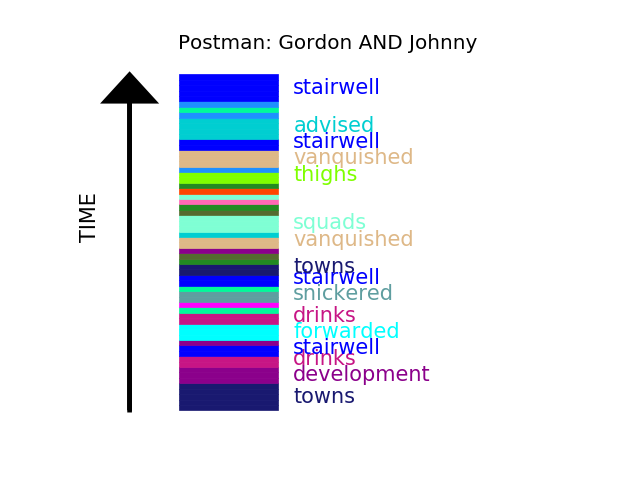 Postman: Gordon AND Johnny
TIME
stairwell
advised
stairwell
vanquished
thighs
squads
vanquished
towns
stairwell
snickered
drinks
forwarded
stairwell
drinks
development
towns